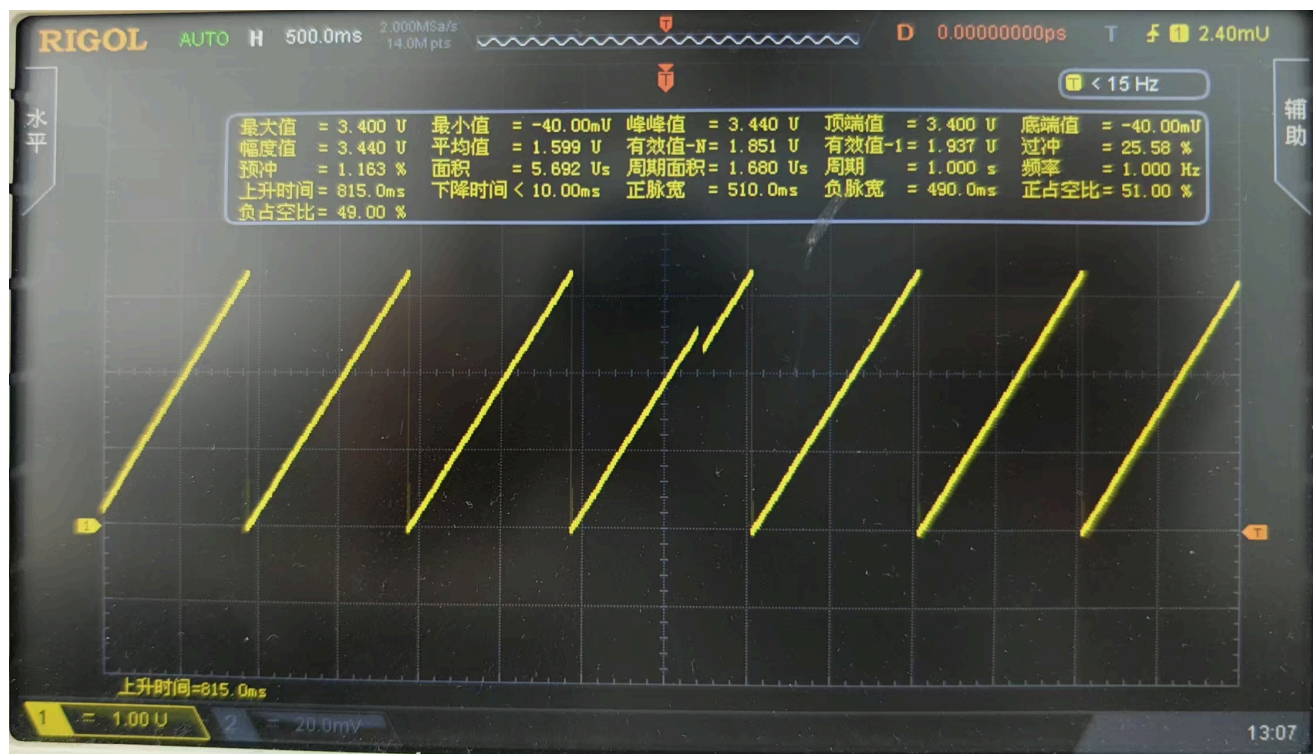 RIGOL AUTO H 500.0ms 2.000MSa/s 14.0M pts T D 0.00000000ps T 1 2.40mU
T
T < 15 Hz
水平
辅助
最大值 = 3.400 U 最小值 = -40.00mU 峰峰值 = 3.440 U 顶端值 = 3.400 U 底端值 = -40.00mU
幅度值 = 3.440 U 平均值 = 1.599 U 有效值-N= 1.851 U 有效值-1= 1.937 U 过冲 = 25.58 %
预冲 = 1.163 % 面积 = 5.692 Us 周期面积= 1.680 Us 周期 = 1.000 s 频率 = 1.000 Hz
上升时间= 815.0ms 下降时间< 10.00ms 正脉宽 = 510.0ms 负脉宽 = 490.0ms 正占空比= 51.00 %
负占空比= 49.00 %
1
T
上升时间=815.0ms
1 = 1.00 U 2 = 20.0mV
13:07